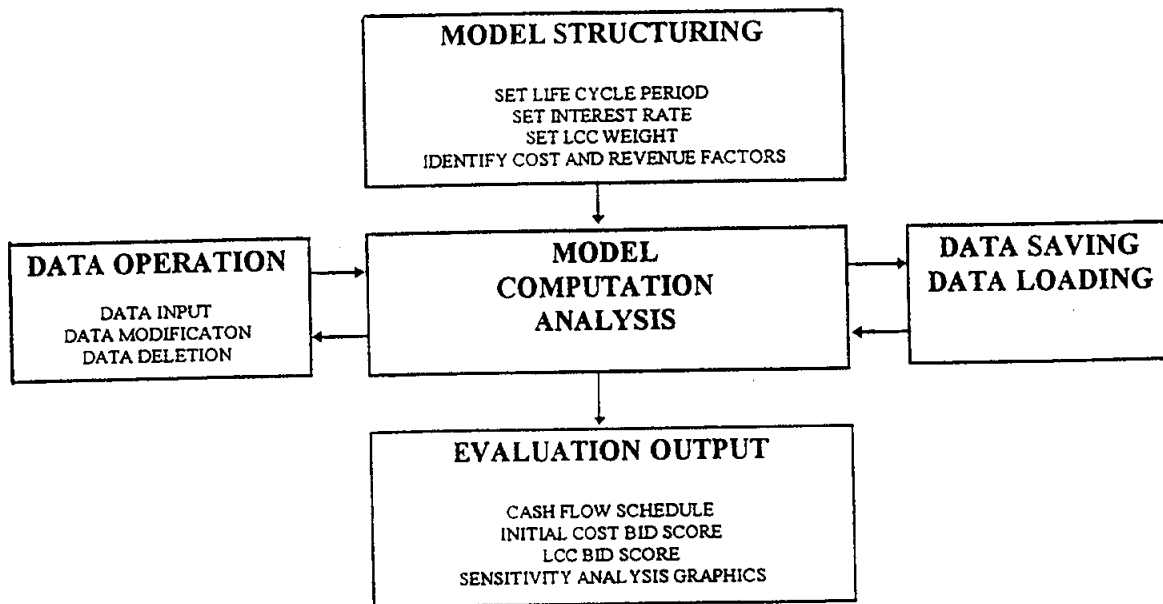 MODEL STRUCTURING
SET LIFE CYCLE PERIOD
SET INTEREST RATE
SET LCC WEIGHT
IDENTIFY COST AND REVENUE FACTORS
DATA OPERATION
DATA INPUT
DATA MODIFICATON
DATA DELETION
MODEL
COMPUTATION
ANALYSIS
DATA SAVING
DATA LOADING
EVALUATION OUTPUT
CASH FLOW SCHEDULE
INITIAL COST BID SCORE
LCC BID SCORE
SENSITIVITY ANALYSIS GRAPHICS